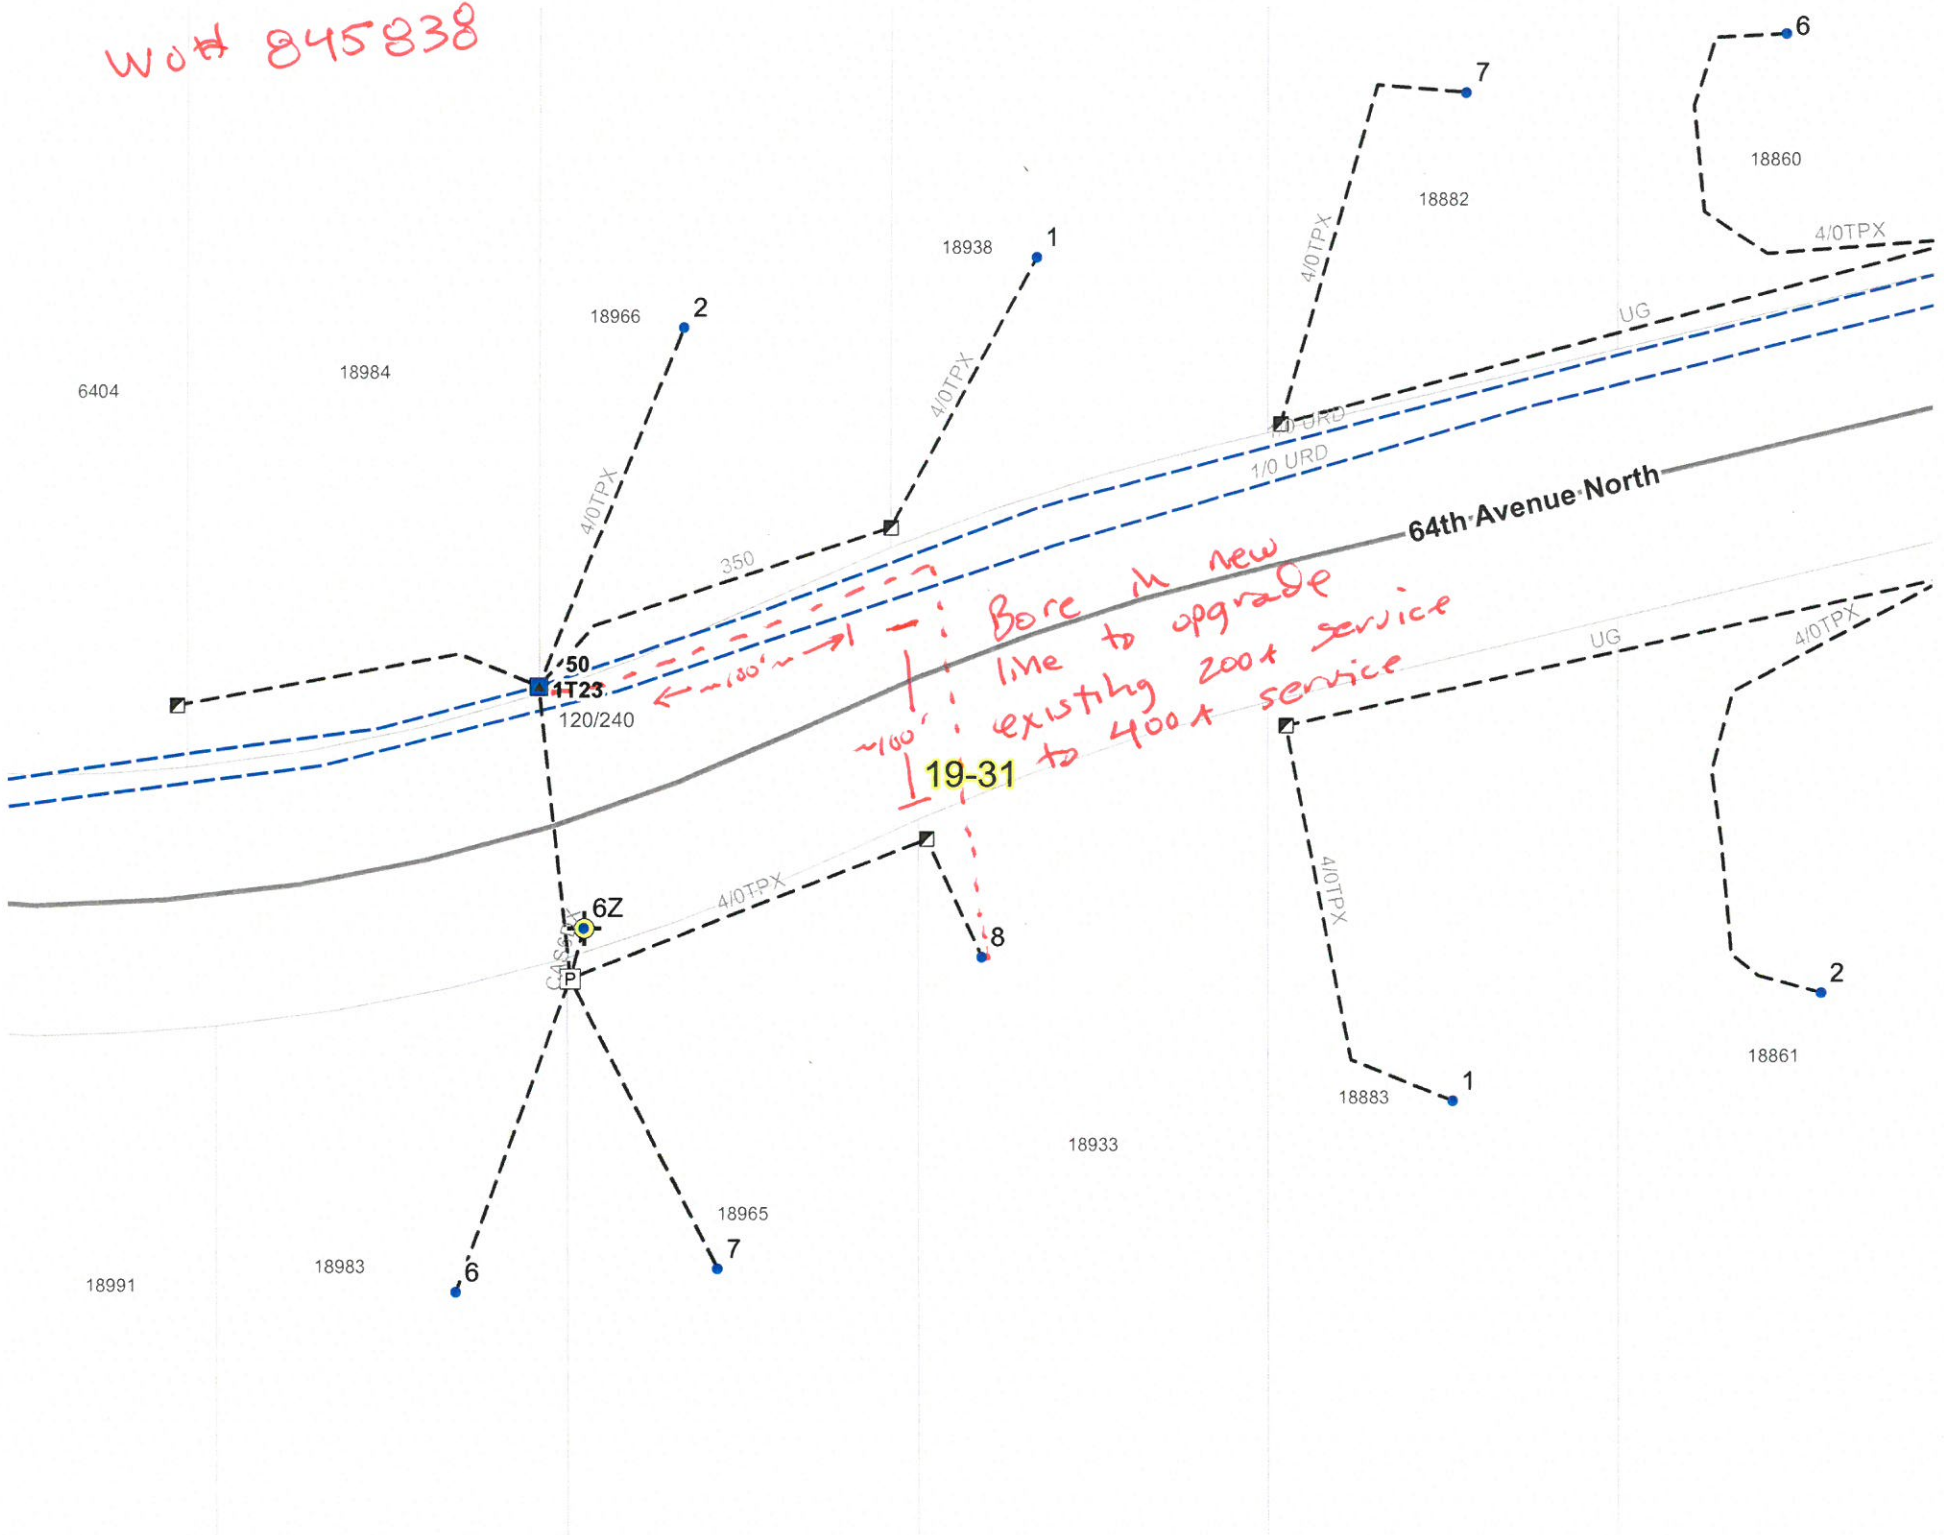 WO# 845838
6
7
18860
18882
4/0TPX
4/0TPX
18938
1
2
18966
18984
6404
UG
4/0TPX
4/0TPX
1/0 URD
1/0 URD
64th Avenue North
350
Bore in new
line to opgrade
existing 200A service
to 400A service
50
1T23
120/240
←~100'~→
~100'
19-31
UG
4/0TPX
4/0TPX
4/0TPX
6Z
P
8
2
18861
1
18883
18933
18965
7
18983
6
18991